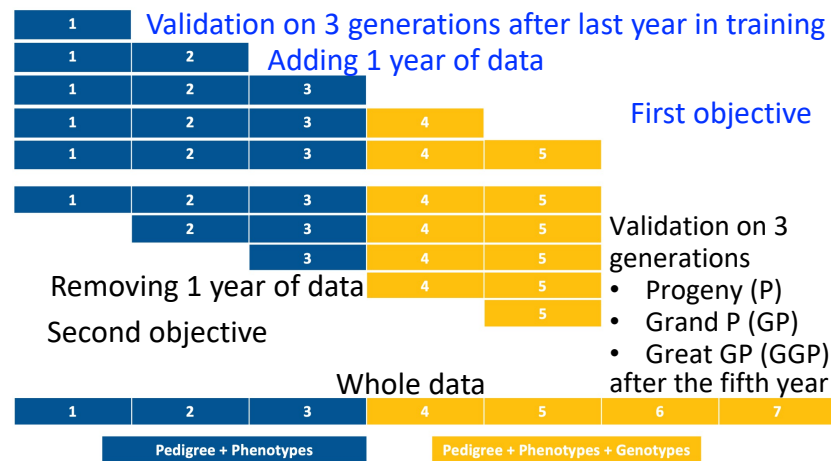 1 Validation on 3 generations after last year in training
1 2 Adding 1 year of data
1 2 3
1 2 3 4 First objective
1 2 3 4 5
1 2 3 4 5
2 3 4 5
3 4 5
Removing 1 year of data 4 5
5
Second objective
Validation on 3
generations
• Progeny (P)
• Grand P (GP)
• Great GP (GGP)
after the fifth year
Whole data
1 2 3 4 5 6 7
Pedigree + Phenotypes Pedigree + Phenotypes + Genotypes